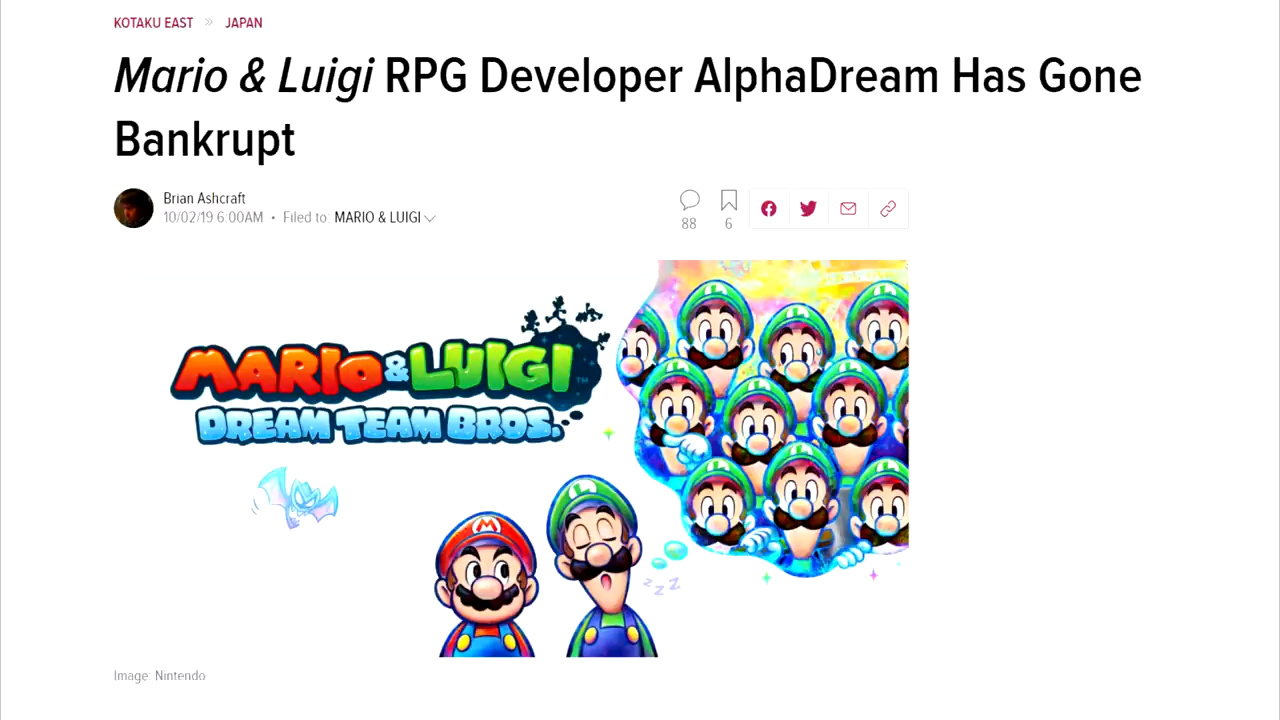 KOTAKU EAST » JAPAN
Mario & Luigi RPG Developer AlphaDream Has Gone
Bankrupt
Brian Ashcraft
10/02/19 6:00AM • Filed to: MARIO & LUIGI
88
6
MARIO & LUIGI™
DREAM TEAM BROS.
z z z
Image: Nintendo